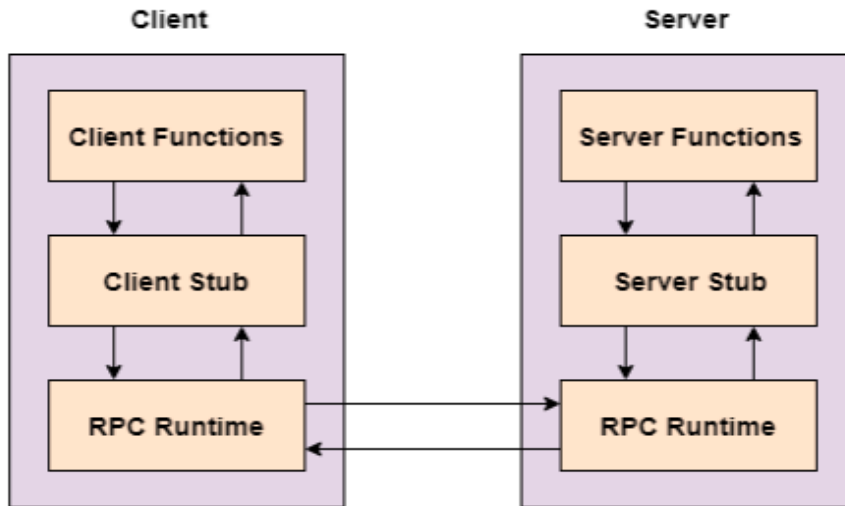 Client
Server
Client Functions
Server Functions
Client Stub
Server Stub
RPC Runtime
RPC Runtime